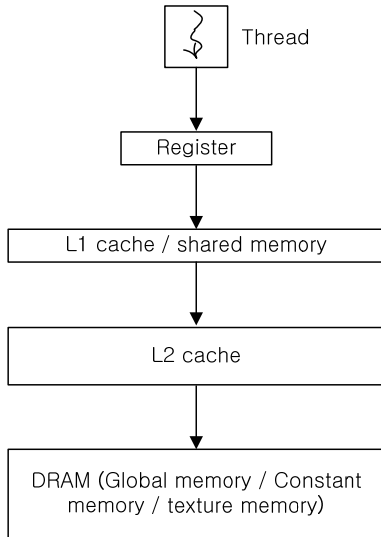 Thread
Register
L1 cache / shared memory
L2 cache
DRAM (Global memory / Constant
memory / texture memory)